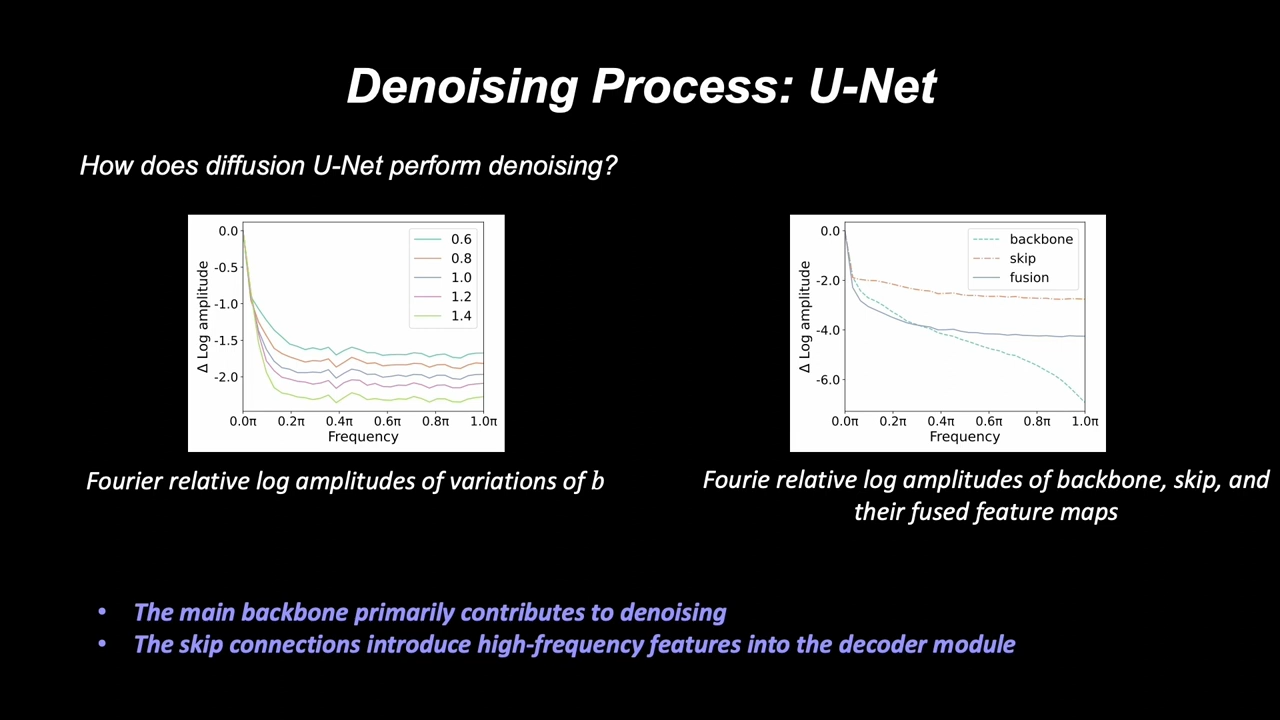 Denoising Process: U-Net
How does diffusion U-Net perform denoising?
0.0
-0.5
-1.0
-1.5
-2.0
Δ Log amplitude
0.6
0.8
1.0
1.2
1.4
0.0π 0.2π 0.4π 0.6π 0.8π 1.0π
Frequency
Fourier relative log amplitudes of variations of b
0.0
-2.0
-4.0
-6.0
Δ Log amplitude
backbone
skip
fusion
0.0π 0.2π 0.4π 0.6π 0.8π 1.0π
Frequency
Fourie relative log amplitudes of backbone, skip, and
their fused feature maps
• The main backbone primarily contributes to denoising
• The skip connections introduce high-frequency features into the decoder module